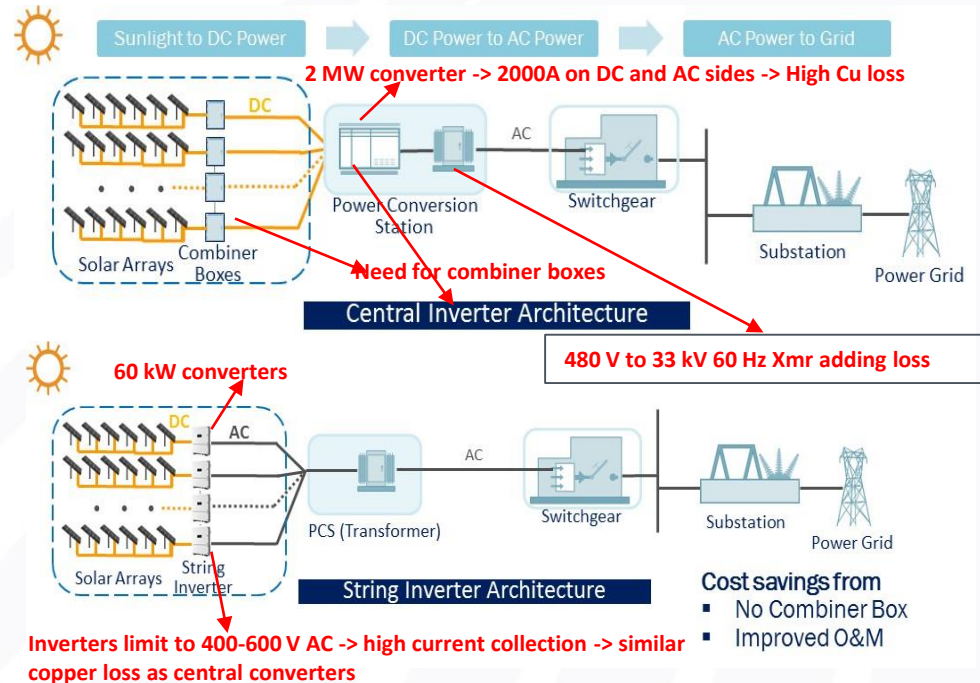 Sunlight to DC Power
DC Power to AC Power
AC Power to Grid
2 MW converter -> 2000A on DC and AC sides -> High Cu loss
DC
AC
Power Conversion
Station
Switchgear
Solar Arrays
Combiner
Boxes
Substation
Power Grid
Need for combiner boxes
Central Inverter Architecture
480 V to 33 kV 60 Hz Xmr adding loss
60 kW converters
DC
AC
AC
PCS (Transformer)
Switchgear
Substation
Power Grid
Solar Arrays
String
Inverter
String Inverter Architecture
Cost savings from
▪ No Combiner Box
▪ Improved O&M
Inverters limit to 400-600 V AC -> high current collection -> similar
copper loss as central converters